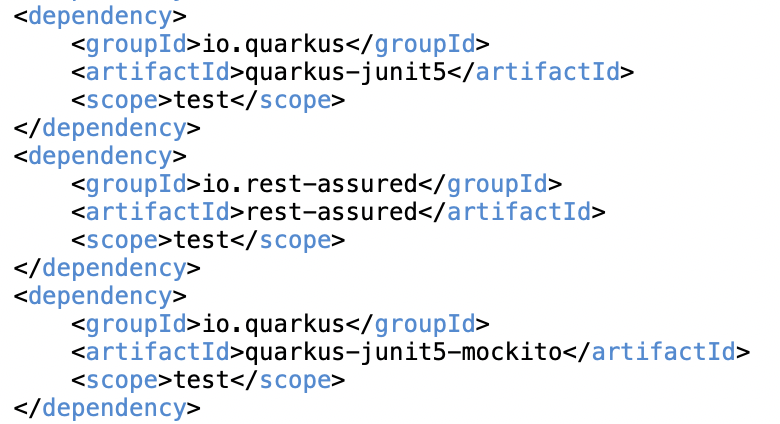 <dependency>
    <groupId>io.quarkus</groupId>
    <artifactId>quarkus-junit5</artifactId>
    <scope>test</scope>
</dependency>
<dependency>
    <groupId>io.rest-assured</groupId>
    <artifactId>rest-assured</artifactId>
    <scope>test</scope>
</dependency>
<dependency>
    <groupId>io.quarkus</groupId>
    <artifactId>quarkus-junit5-mockito</artifactId>
    <scope>test</scope>
</dependency>